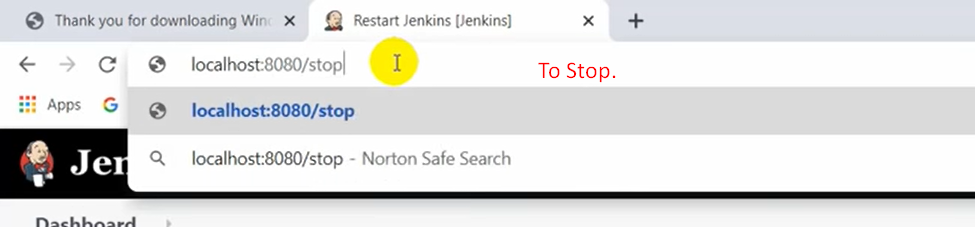 Thank you for downloading Win
Restart Jenkins [Jenkins]
localhost:8080/stop
To Stop.
Apps
G
localhost:8080/stop
localhost:8080/stop - Norton Safe Search
Jen
Dashboard